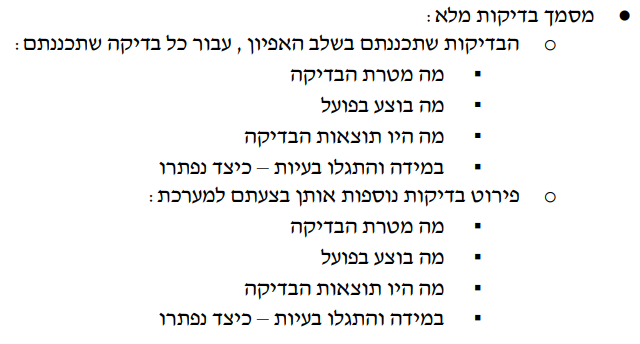 ● מסמך בדיקות מלא:
○ הבדיקות שתכננתם בשלב האפיון , עבור כל בדיקה שתכננתם:
▪ מה מטרת הבדיקה
▪ מה בוצע בפועל
▪ מה היו תוצאות הבדיקה
▪ במידה והתגלו בעיות – כיצד נפתרו
○ פירוט בדיקות נוספות אותן בצעתם למערכת:
▪ מה מטרת הבדיקה
▪ מה בוצע בפועל
▪ מה היו תוצאות הבדיקה
▪ במידה והתגלו בעיות – כיצד נפתרו